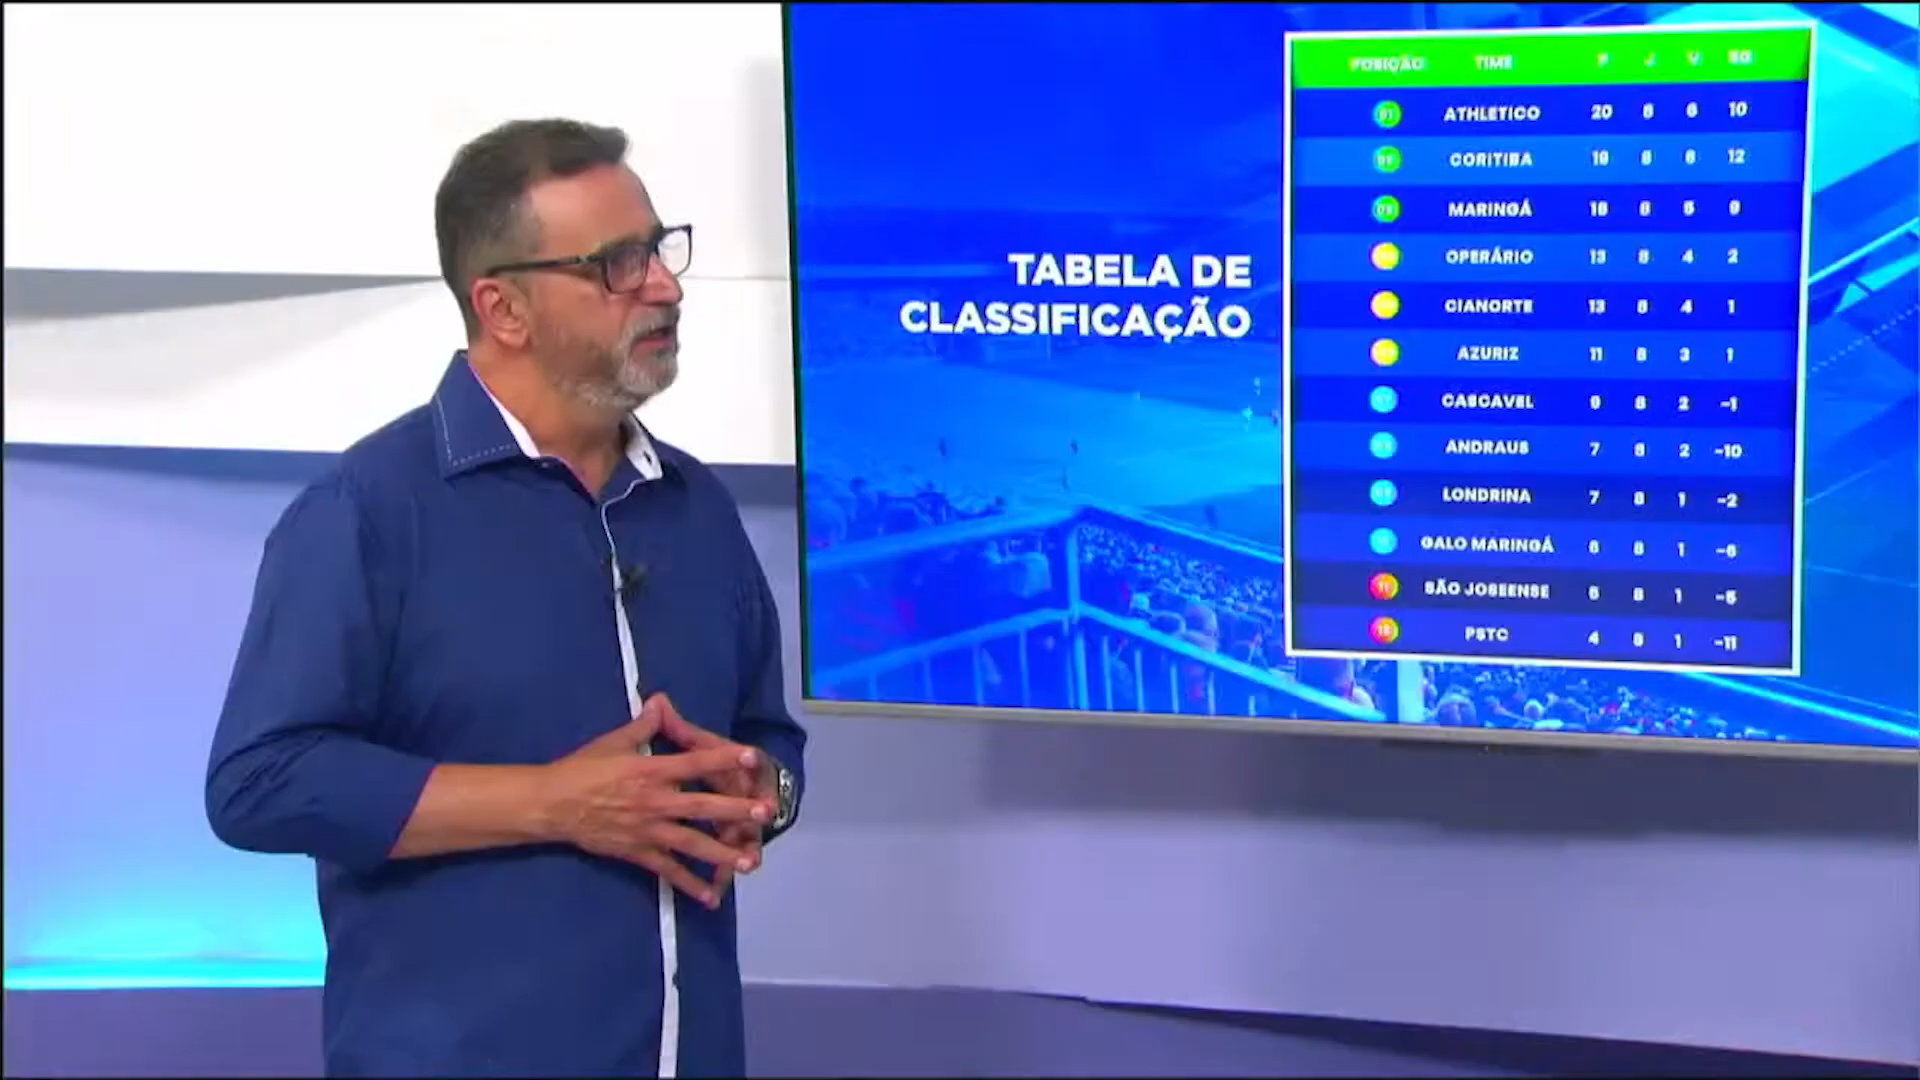 TABELA DE
CLASSIFICAÇÃO
POSIÇÃO TIME P J V SG
01 ATHLETICO 20 8 6 10
CORITIBA 19 8 6 12
MARINGÁ 16 8 5 9
OPERÁRIO 13 8 4 2
CIANORTE 13 8 4 1
AZURIZ 11 8 3 1
CASCAVEL 9 8 2 -1
ANDRAUS 7 8 2 -10
LONDRINA 7 8 1 -2
GALO MARINGÁ 6 8 1 -6
11 SÃO JOSEENSE 6 8 1 -5
PSTC 4 8 1 -11